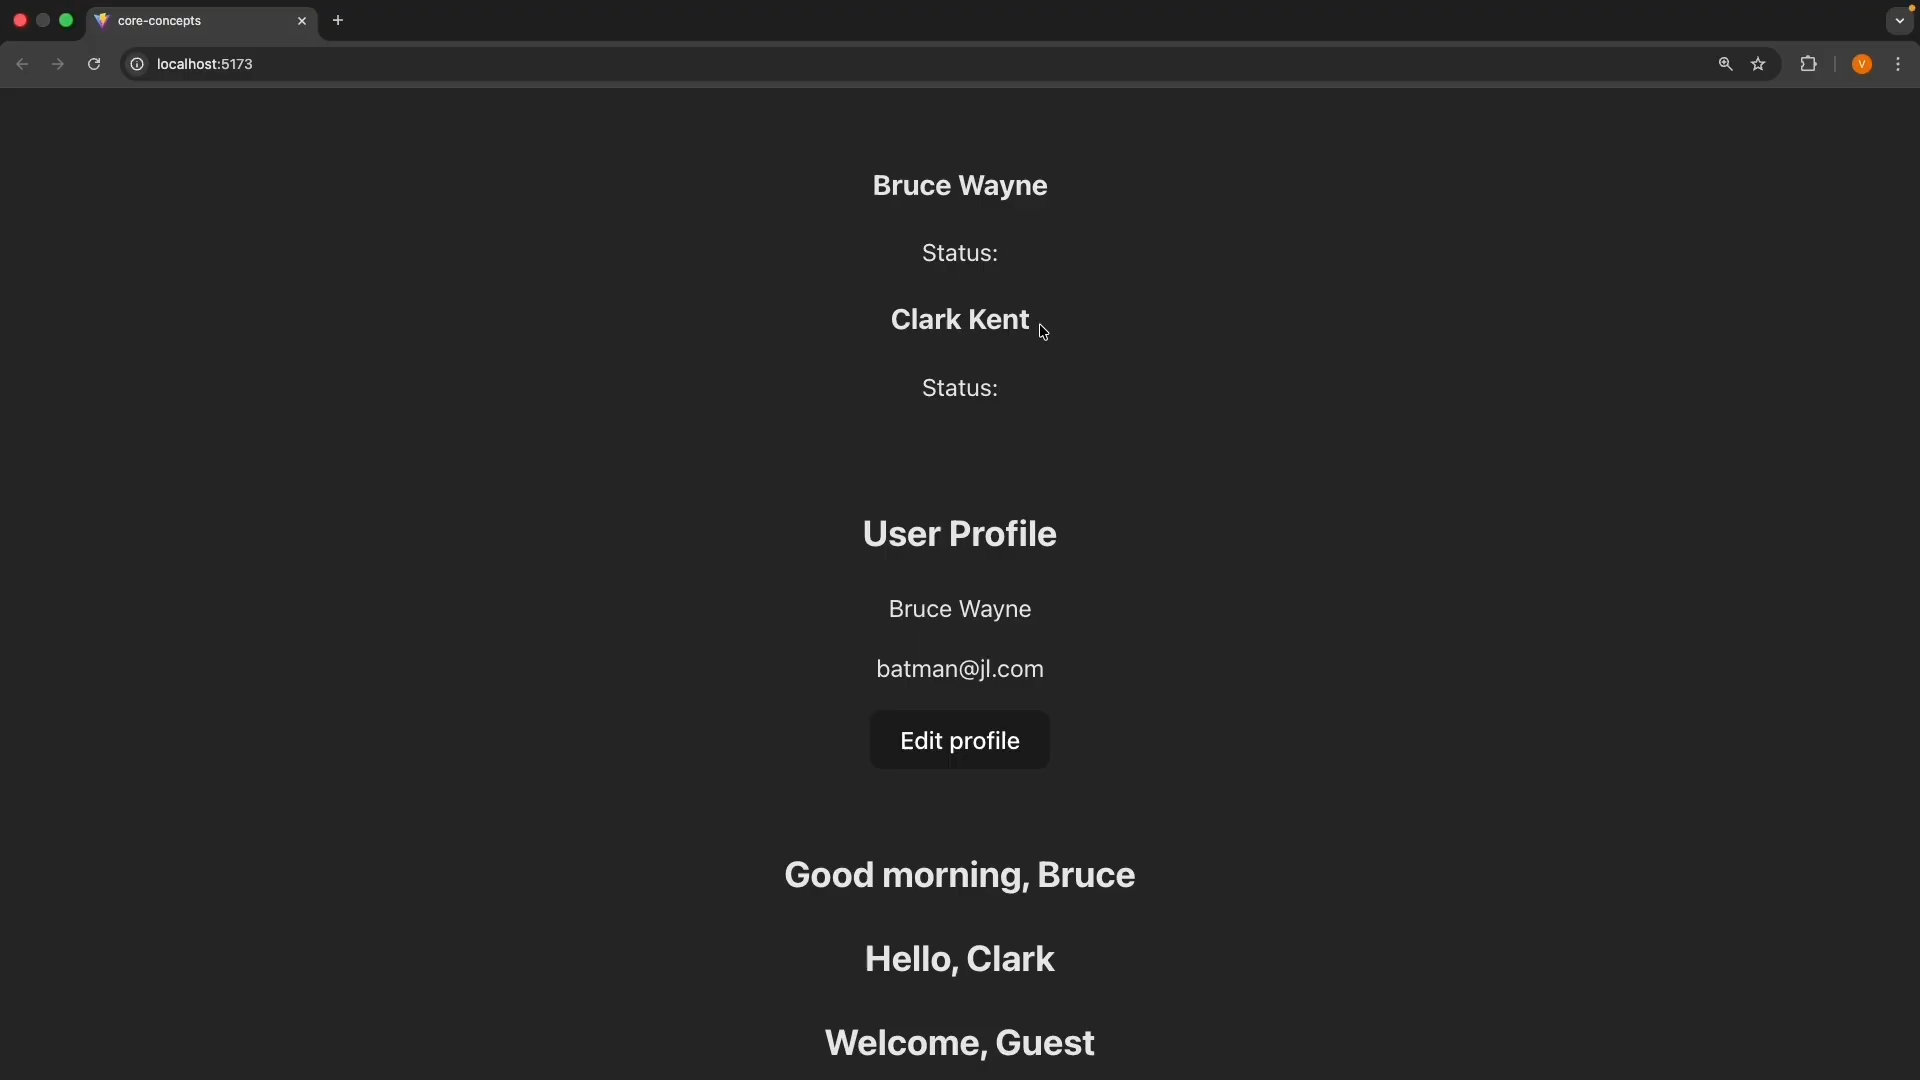 core-concepts
localhost:5173
V
Bruce Wayne
Status:
Clark Kent
Status:
User Profile
Bruce Wayne
batman@jl.com
Edit profile
Good morning, Bruce
Hello, Clark
Welcome, Guest